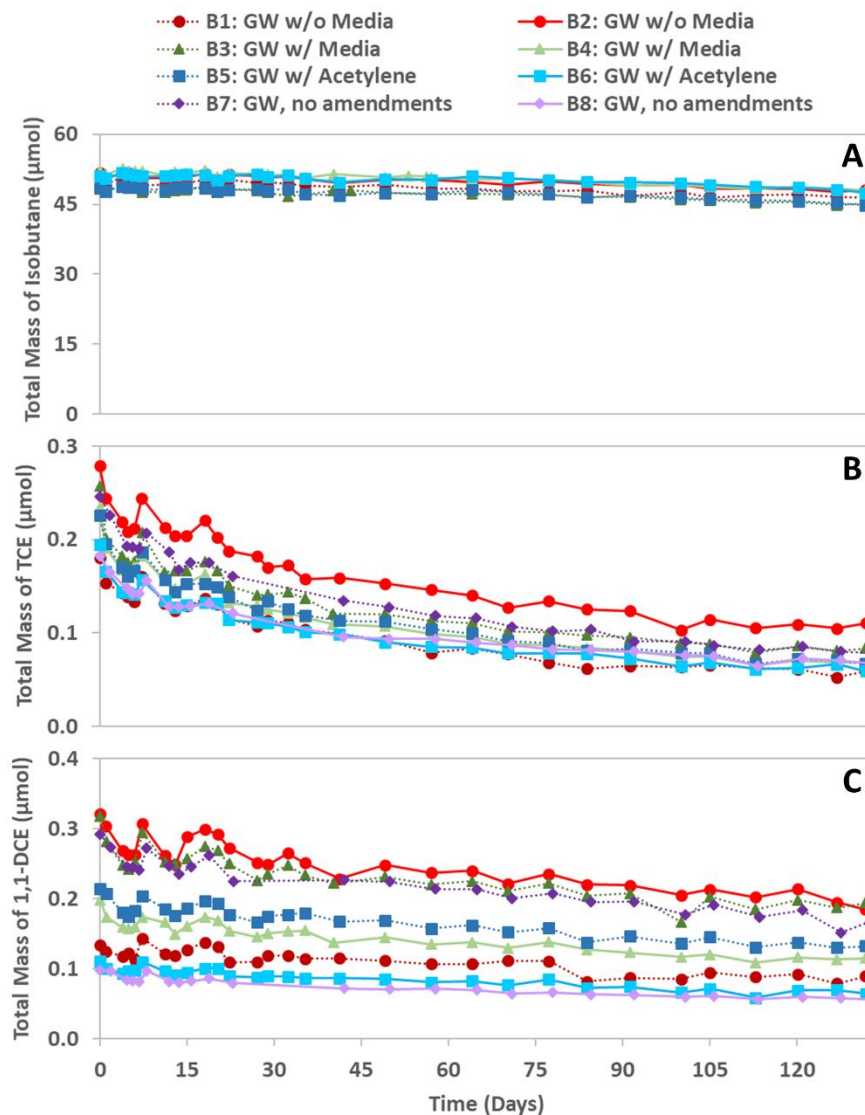 B1: GW w/o Media B2: GW w/o Media
B3: GW w/ Media B4: GW w/ Media
B5: GW w/ Acetylene B6: GW w/ Acetylene
B7: GW, no amendments B8: GW, no amendments
A
Total Mass of Isobutane (µmol)
60
45
30
15
0
B
Total Mass of TCE (µmol)
0.3
0.2
0.1
0.0
C
Total Mass of 1,1-DCE (µmol)
0.4
0.3
0.2
0.1
0.0
0 15 30 45 60 75 90 105 120
Time (Days)